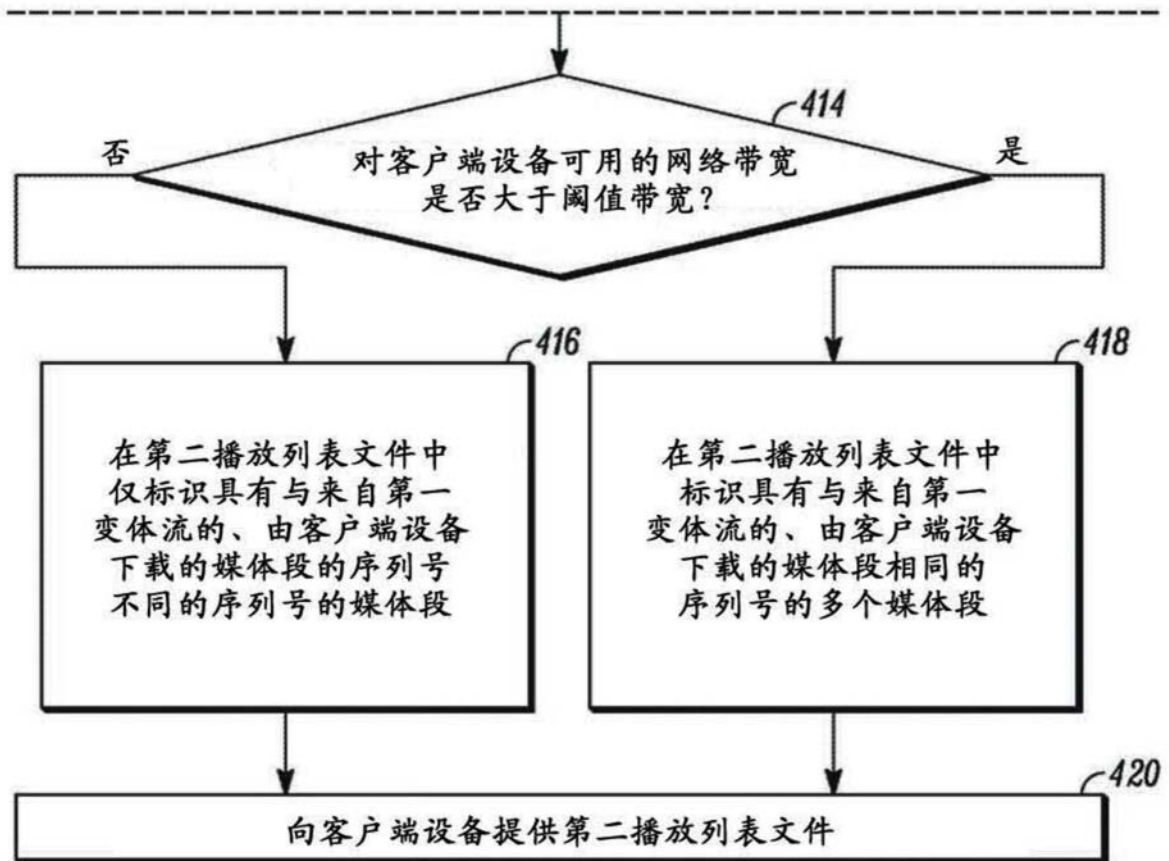 414
对客户端设备可用的网络带宽
是否大于阈值带宽？
否
是
416
在第二播放列表文件中
仅标识具有与来自第一
变体流的、由客户端设备
下载的媒体段的序列号
不同的序列号的媒体段
418
在第二播放列表文件中
标识具有与来自第一
变体流的、由客户端设备
下载的媒体段相同的
序列号的多个媒体段
420
向客户端设备提供第二播放列表文件